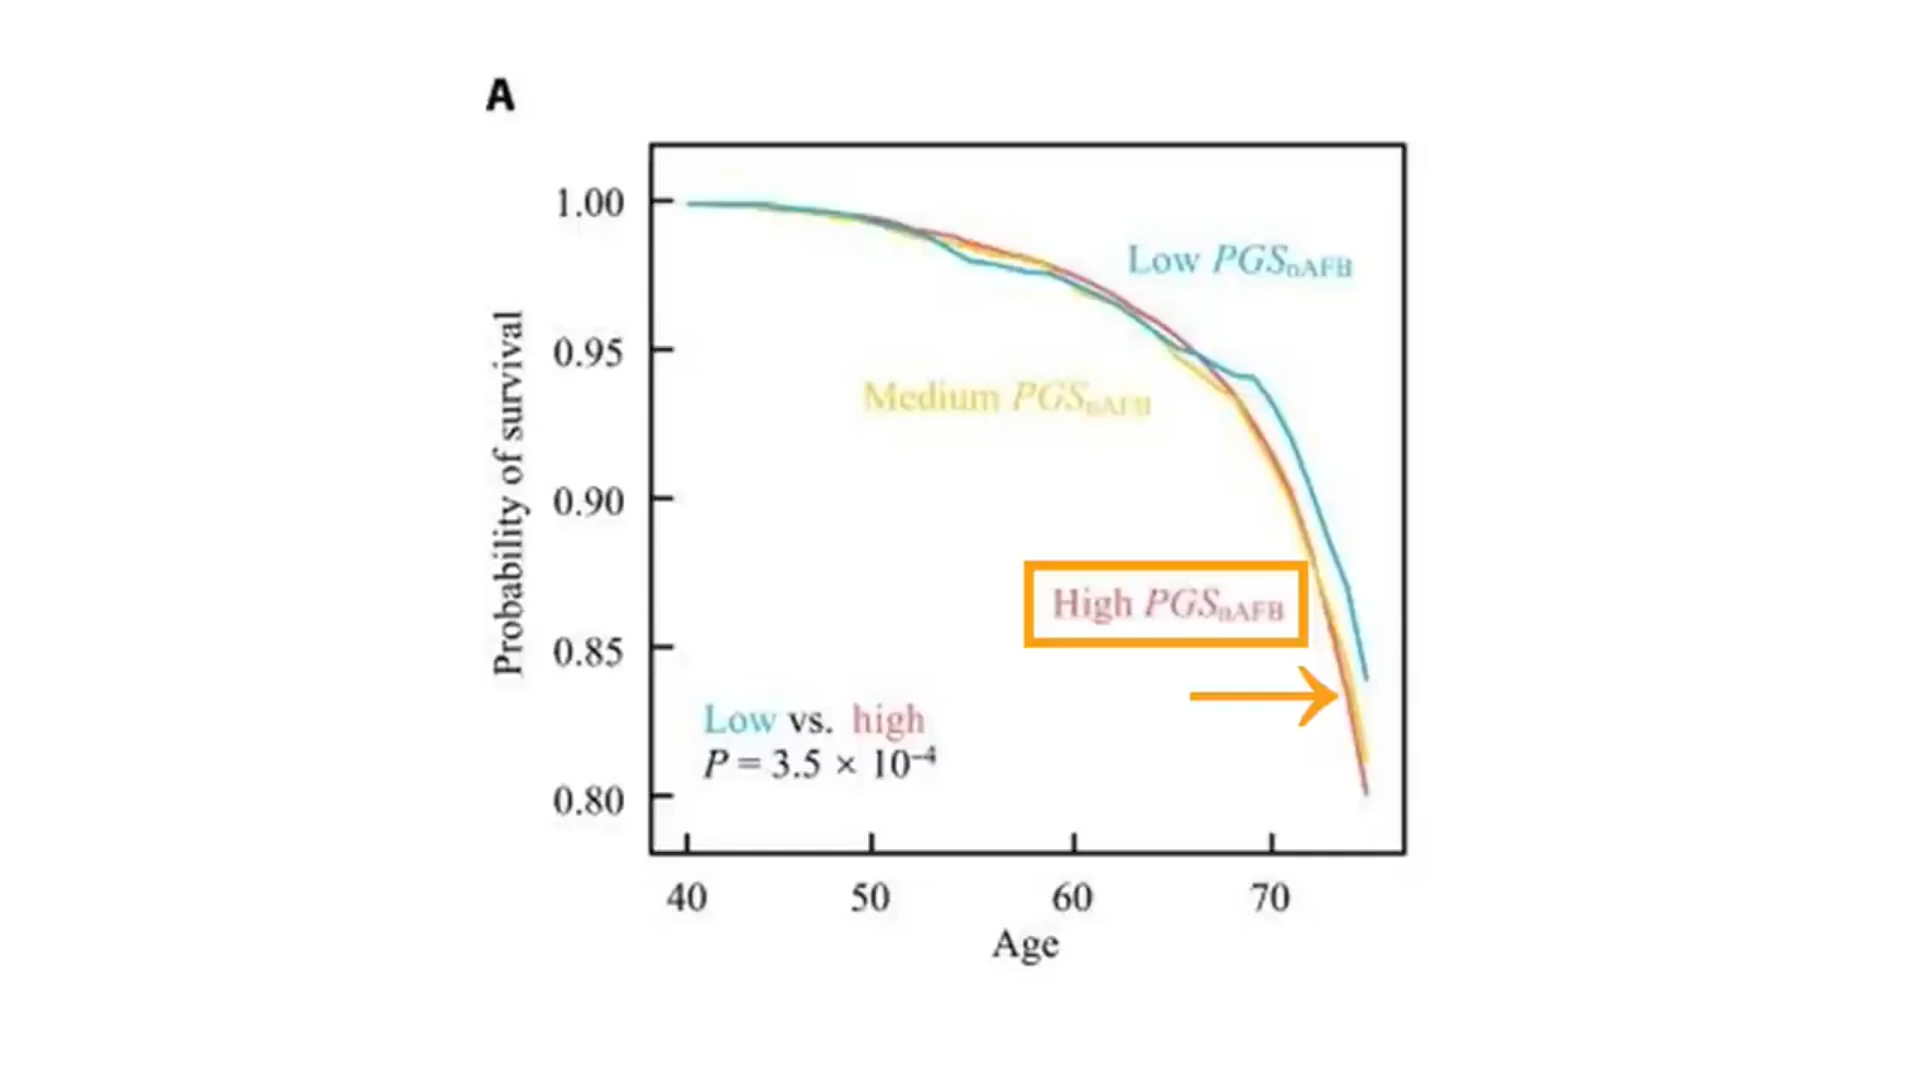 A
1.00
0.95
0.90
0.85
0.80
Probability of survival
Low PGSnAFB
Medium PGSnAFB
High PGSnAFB
Low vs. high
P = 3.5 × 10⁻⁴
40 50 60 70
Age